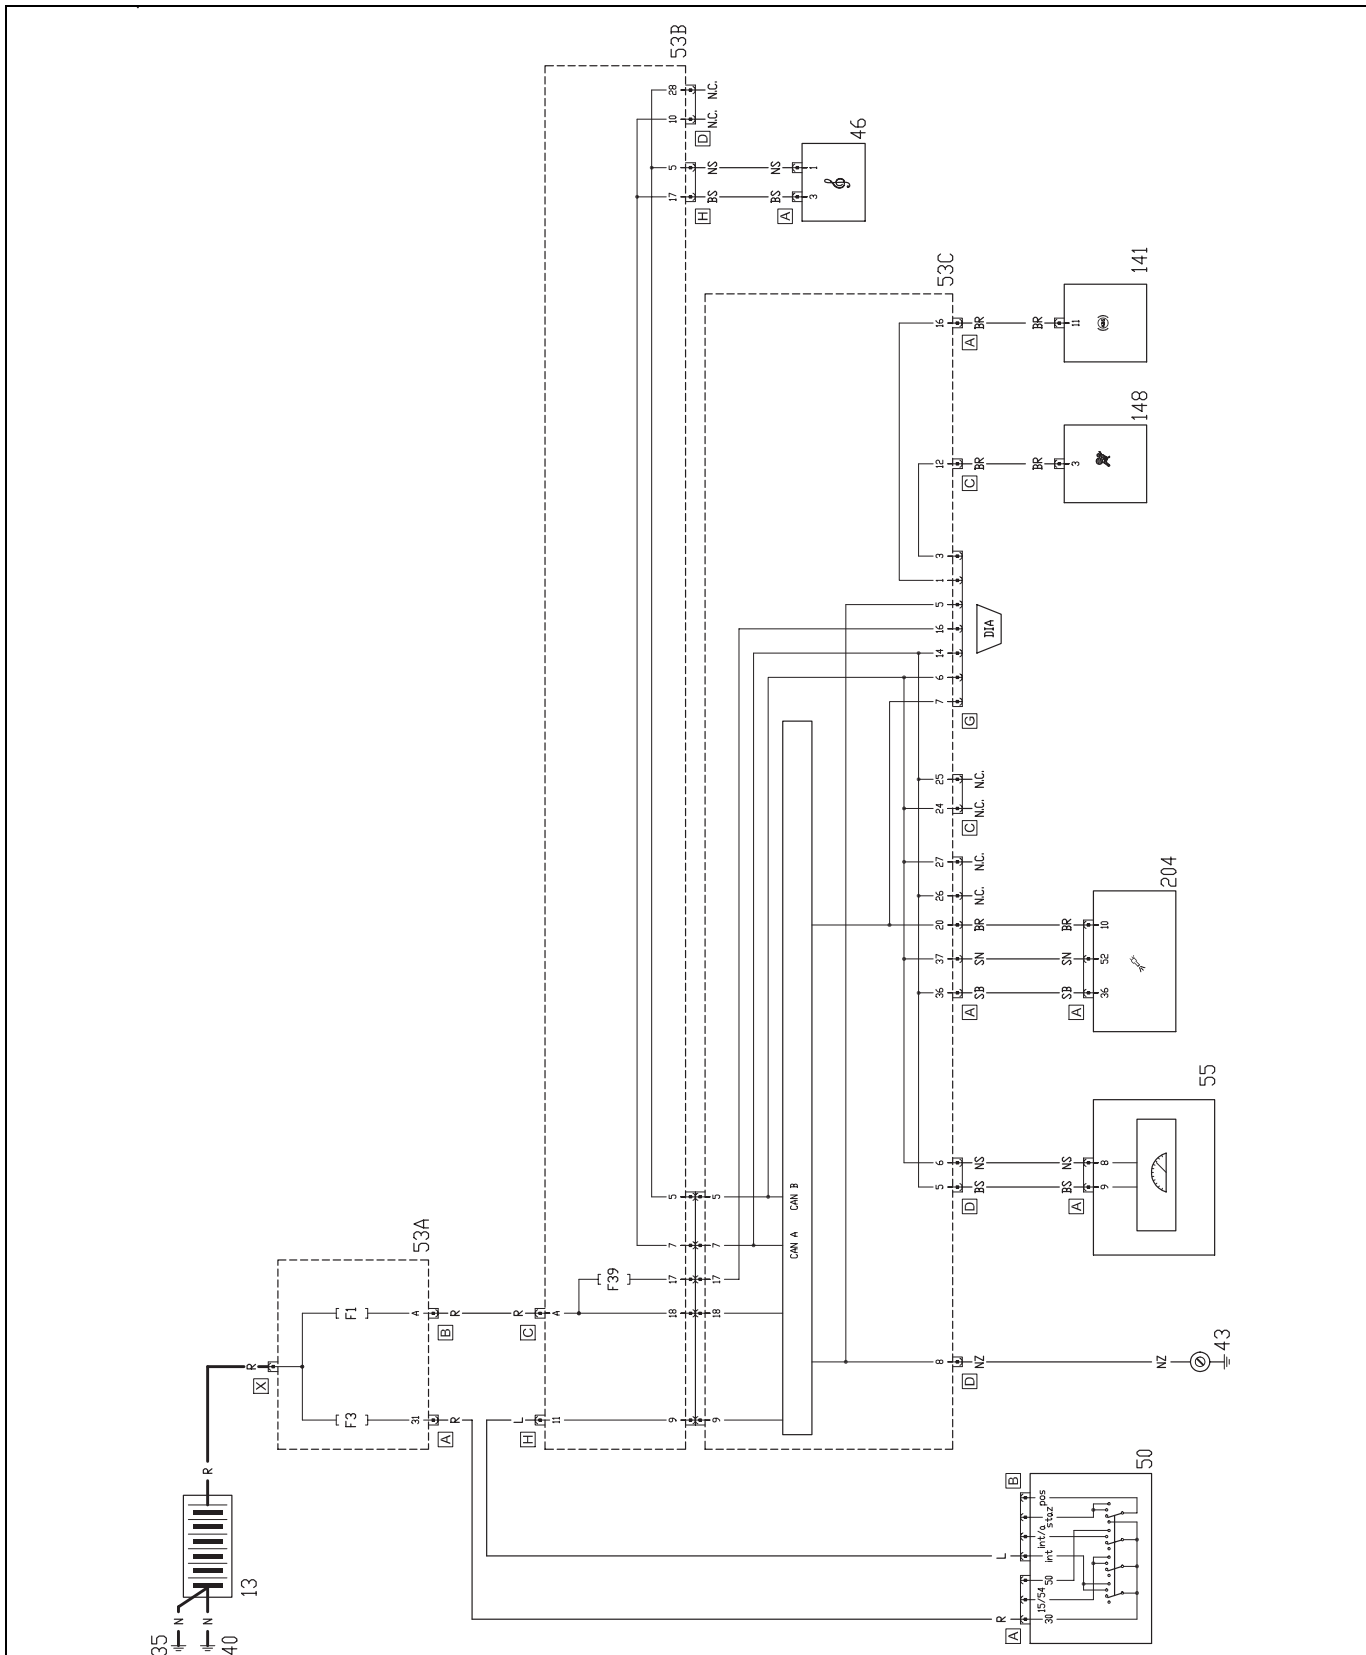 53B
28
N.C.
10
N.C.
D
5
NS
NS
1
17
BS
BS
3
H
A
46
53C
16
BR
BR
11
A
141
12
BR
BR
3
C
148
3
1
5
16
14
6
7
G
DIA
25
N.C.
24
N.C.
C
27
N.C.
26
N.C.
20
BR
BR
10
37
SN
SN
52
36
SB
SB
36
A
A
204
6
NS
NS
8
5
BS
BS
9
D
A
55
CAN B
CAN A
5
5
7
7
17
17
18
18
9
9
F39
53A
F1
A
R
R
A
B
C
X
R
F3
31
R
A
L
11
H
8
NZ
NZ
D
43
R
13
N
N
35
40
50
B
pos
staz
int/a
int
L
50
15/54
30
R
A